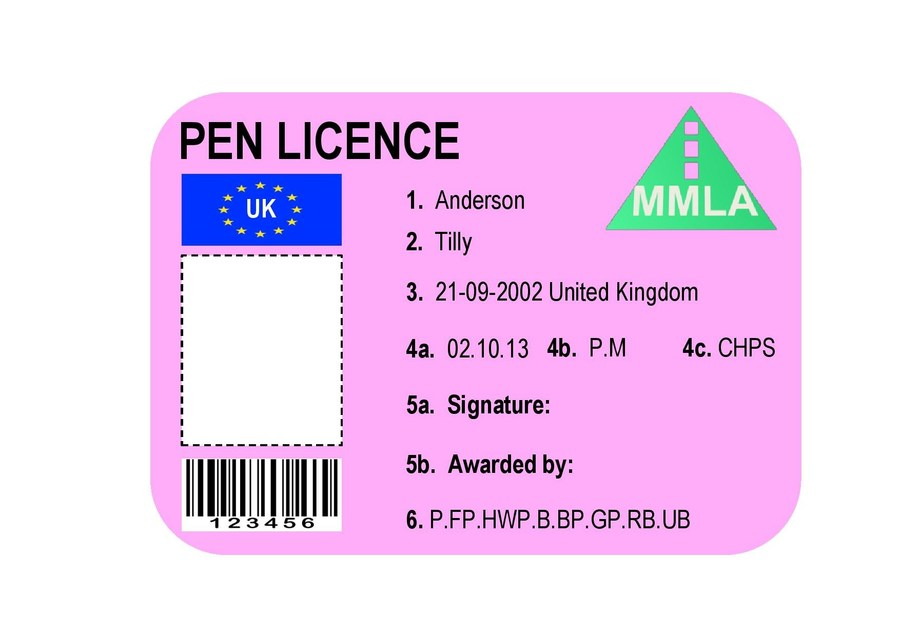 PEN LICENCE
MMLA
UK
1. Anderson
2. Tilly
3. 21-09-2002 United Kingdom
4a. 02.10.13 4b. P.M 4c. CHPS
5a. Signature:
5b. Awarded by:
6. P.FP.HWP.B.BP.GP.RB.UB
123456